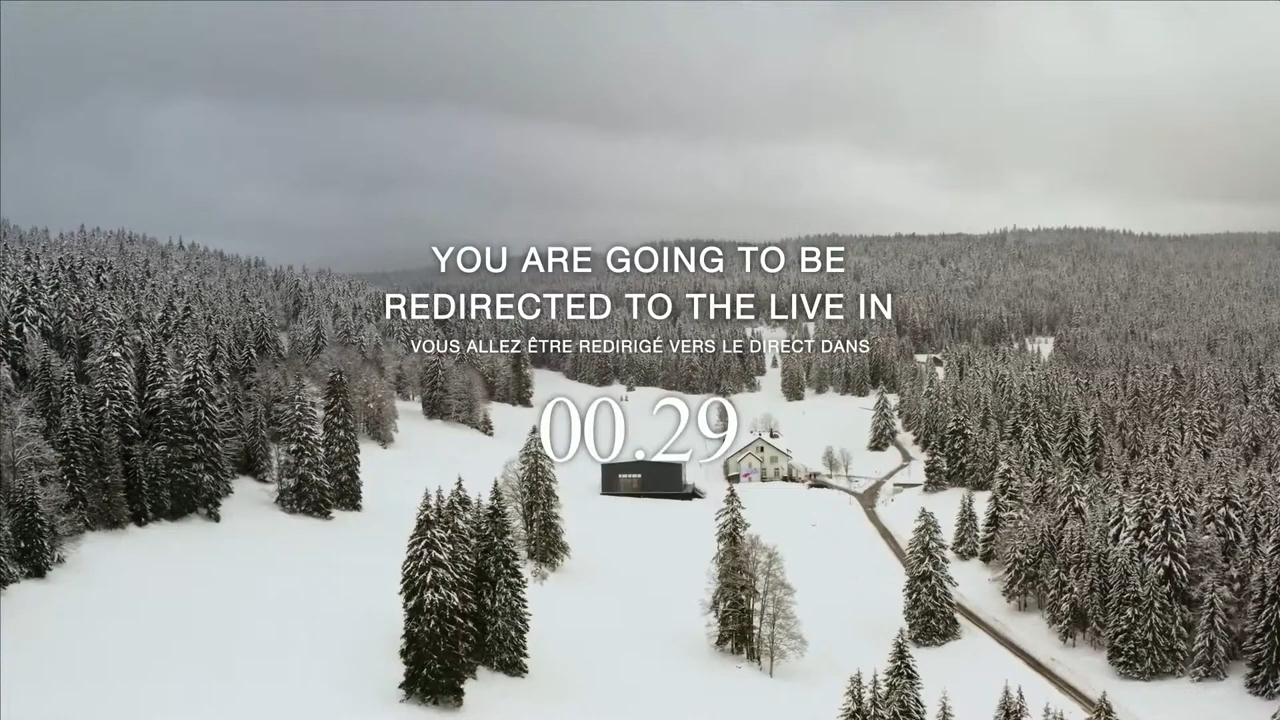 YOU ARE GOING TO BE
REDIRECTED TO THE LIVE IN
VOUS ALLEZ ÊTRE REDIRIGÉ VERS LE DIRECT DANS
00.29